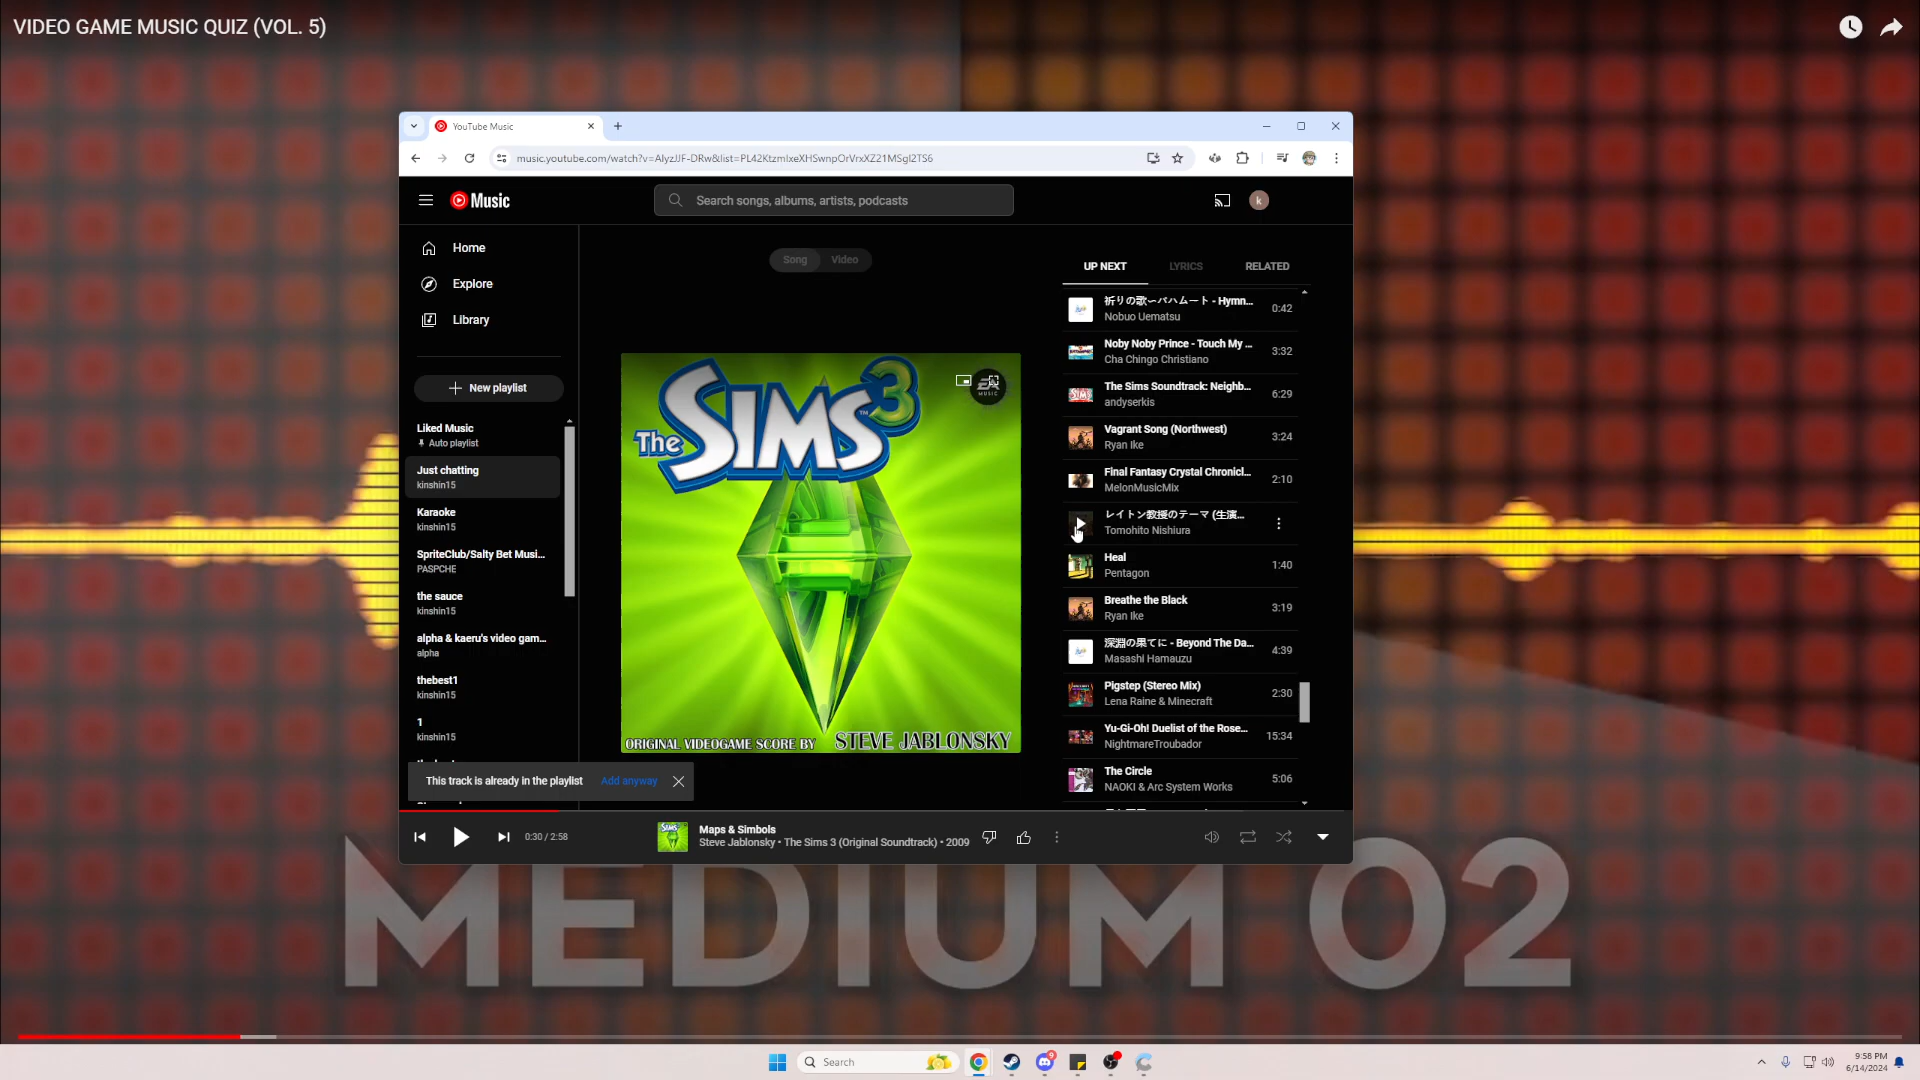 VIDEO GAME MUSIC QUIZ (VOL. 5)
YouTube Music
music.youtube.com/watch?v=AIyzJJF-DRw&list=PL42KtzmIxeXHSwnpOrVrxXZ21MSgI2TS6
Music
Search songs, albums, artists, podcasts
k
Home
Explore
Library
New playlist
Liked Music
Auto playlist
Just chatting
kinshin15
Karaoke
kinshin15
SpriteClub/Salty Bet Musi...
PASPCHE
the sauce
kinshin15
alpha & kaeru's video gam...
alpha
thebest1
kinshin15
1
kinshin15
Song
Video
The SIMS 3
EA MUSIC
ORIGINAL VIDEOGAME SCORE BY STEVE JABLONSKY
UP NEXT
LYRICS
RELATED
祈りの歌~バハムート - Hymn...
Nobuo Uematsu
0:42
Noby Noby Prince - Touch My ...
Cha Chingo Christiano
3:32
The Sims Soundtrack: Neighb...
andyserkis
6:29
Vagrant Song (Northwest)
Ryan Ike
3:24
Final Fantasy Crystal Chronicl...
MelonMusicMix
2:10
レイトン教授のテーマ (生演...
Tomohito Nishiura
Heal
Pentagon
1:40
Breathe the Black
Ryan Ike
3:19
深淵の果てに - Beyond The Da...
Masashi Hamauzu
4:39
Pigstep (Stereo Mix)
Lena Raine & Minecraft
2:30
Yu-Gi-Oh! Duelist of the Rose...
NightmareTroubador
15:34
The Circle
NAOKI & Arc System Works
5:06
This track is already in the playlist
Add anyway
0:30 / 2:58
Maps & Simbols
Steve Jablonsky • The Sims 3 (Original Soundtrack) • 2009
MEDIUM 02
Search
9
9:58 PM
6/14/2024